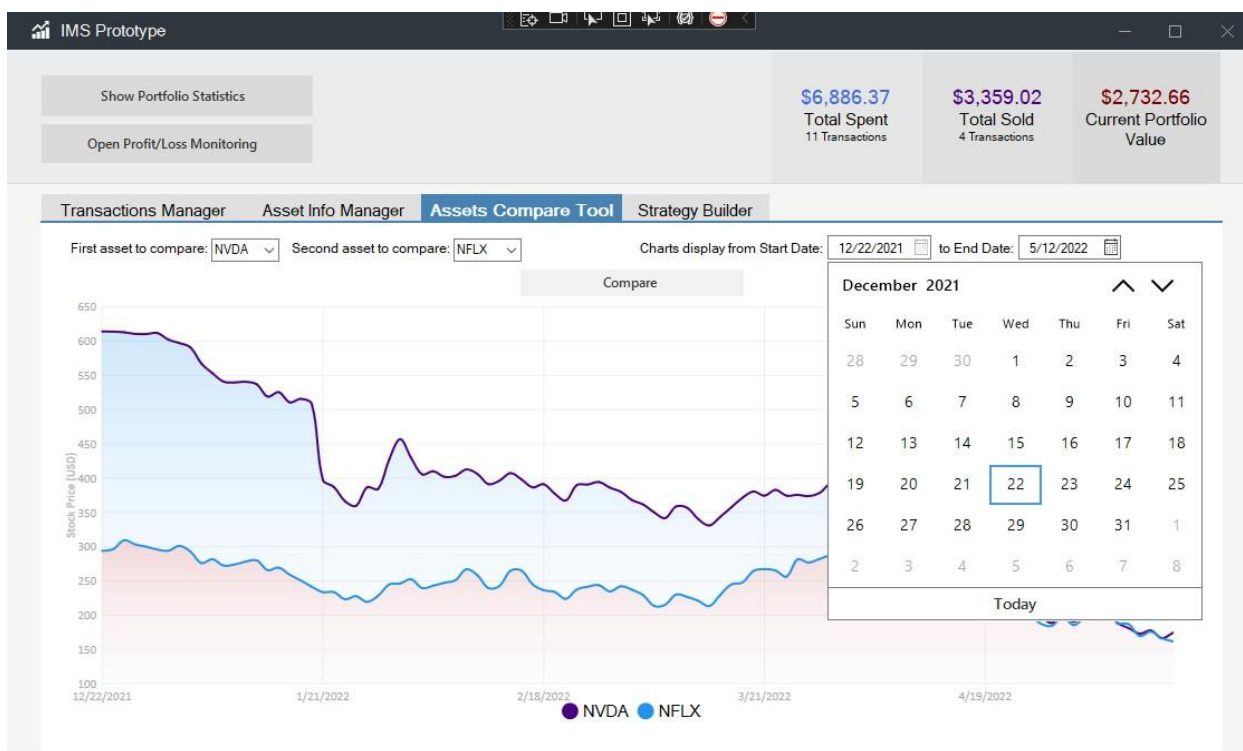 IMS Prototype
Show Portfolio Statistics
Open Profit/Loss Monitoring
$6,886.37
Total Spent
11 Transactions
$3,359.02
Total Sold
4 Transactions
$2,732.66
Current Portfolio
Value
Transactions Manager Asset Info Manager Assets Compare Tool Strategy Builder
First asset to compare: NVDA Second asset to compare: NFLX Charts display from Start Date: 12/22/2021 to End Date: 5/12/2022
Compare
December 2021
Sun Mon Tue Wed Thu Fri Sat
28 29 30 1 2 3 4
5 6 7 8 9 10 11
12 13 14 15 16 17 18
19 20 21 22 23 24 25
26 27 28 29 30 31 1
2 3 4 5 6 7 8
Today
Stock Price (USD)
650
600
550
500
450
400
350
300
250
200
150
100
12/22/2021 1/21/2022 2/18/2022 3/21/2022 4/19/2022
NVDA NFLX